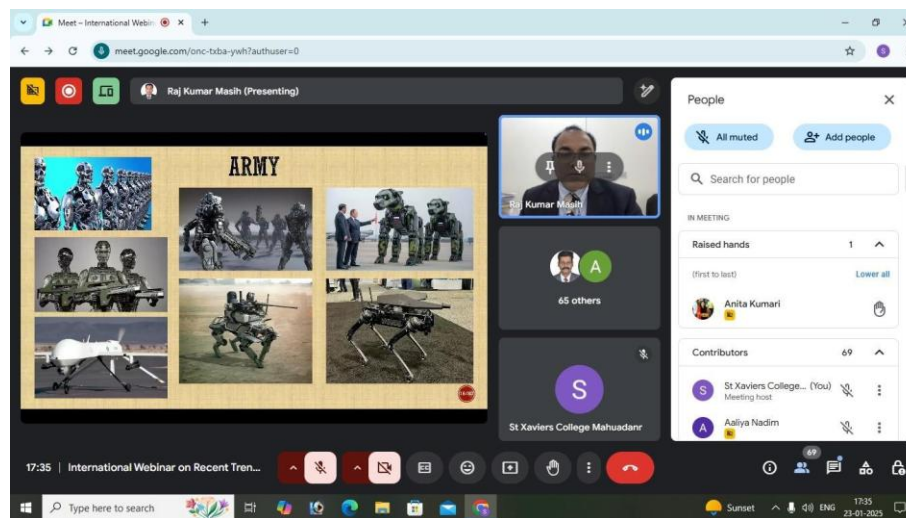 Meet – International Webin
meet.google.com/onc-txba-ywh?authuser=0
Raj Kumar Masih (Presenting)
ARMY
Raj Kumar Masih
A
65 others
S
St Xaviers College Mahuadanr
People
All muted
Add people
Search for people
IN MEETING
Raised hands 1
(first to last) Lower all
Anita Kumari
Contributors 69
S St Xaviers College... (You)
Meeting host
A Aaliya Nadim
17:35 | International Webinar on Recent Tren...
69
Type here to search
Sunset
ENG
17:35
23-01-2025